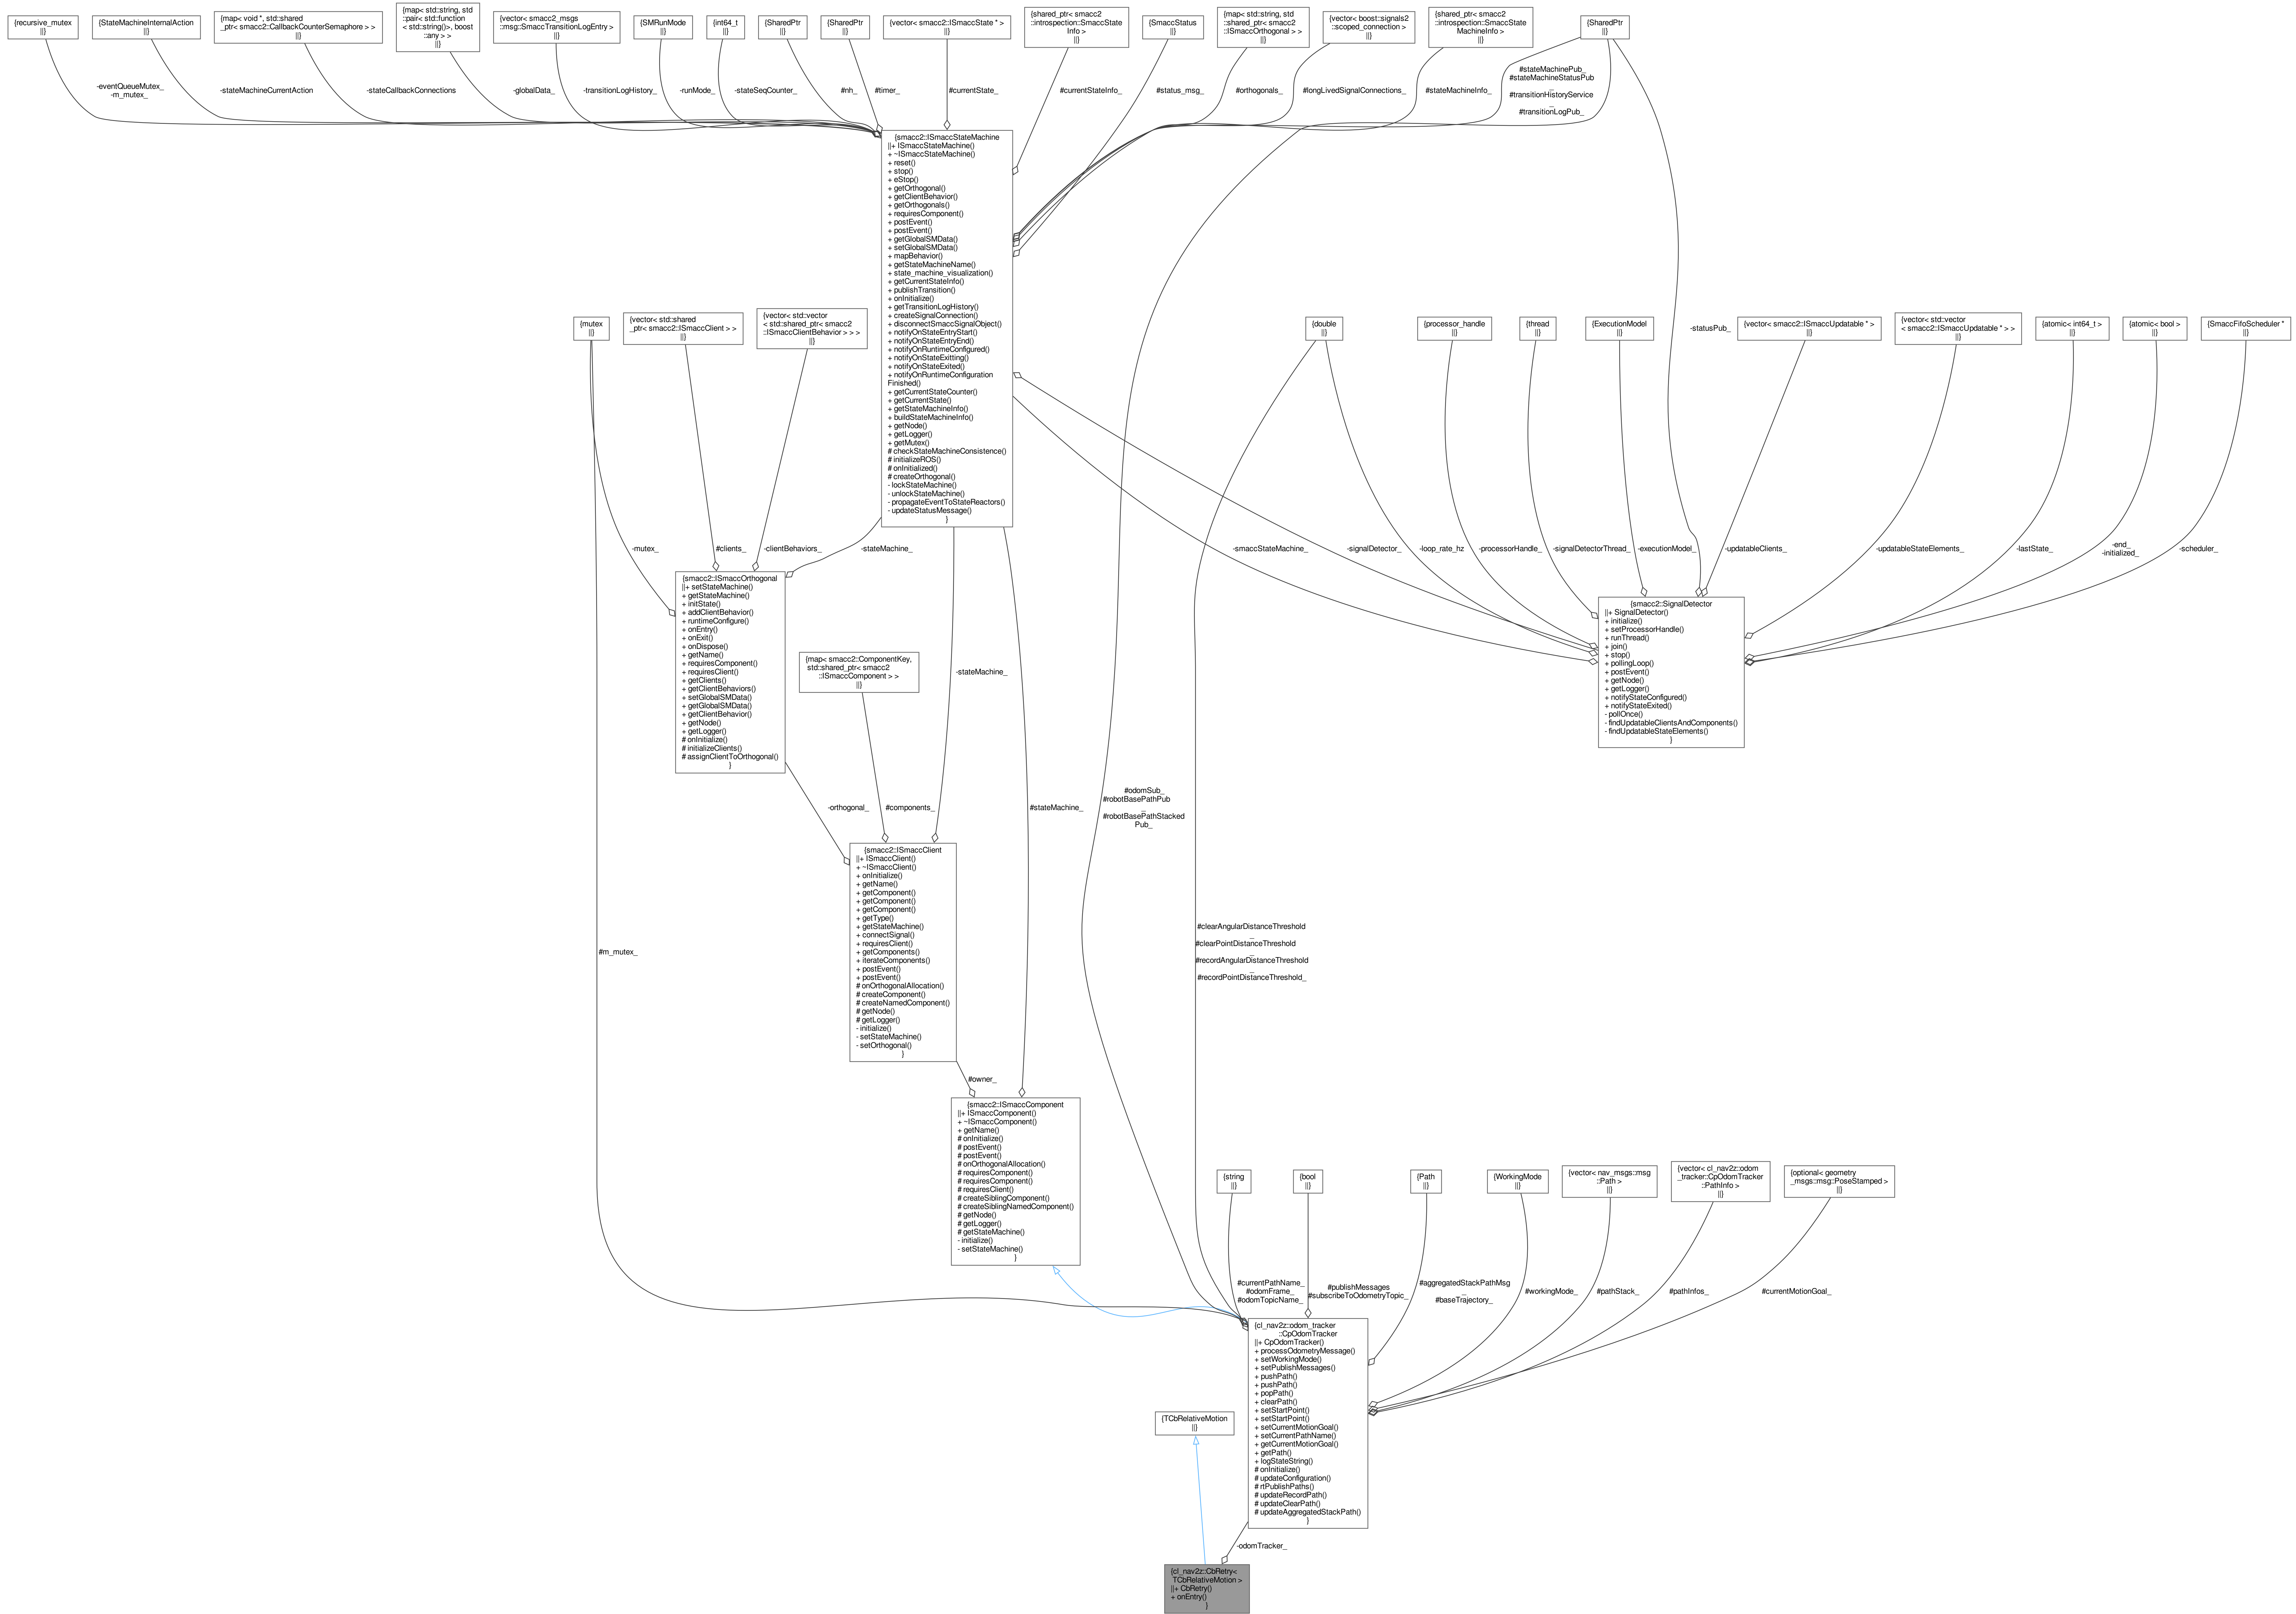 {recursive_mutex
||}
{StateMachineInternalAction
||}
{map< void *, std::shared
_ptr< smacc2::CallbackCounterSemaphore > >
||}
{map< std::string, std
::pair< std::function
< std::string()>, boost
::any > >
||}
{vector< smacc2_msgs
::msg::SmaccTransitionLogEntry >
||}
{SMRunMode
||}
{int64_t
||}
{SharedPtr
||}
{SharedPtr
||}
{vector< smacc2::ISmaccState * >
||}
{shared_ptr< smacc2
::introspection::SmaccState
Info >
||}
{SmaccStatus
||}
{map< std::string, std
::shared_ptr< smacc2
::ISmaccOrthogonal > >
||}
{vector< boost::signals2
::scoped_connection >
||}
{shared_ptr< smacc2
::introspection::SmaccState
MachineInfo >
||}
{SharedPtr
||}
-eventQueueMutex_
-m_mutex_
-stateMachineCurrentAction
-stateCallbackConnections
-globalData_
-transitionLogHistory_
-runMode_
-stateSeqCounter_
#nh_
#timer_
#currentState_
#currentStateInfo_
#status_msg_
#orthogonals_
#longLivedSignalConnections_
#stateMachineInfo_
#stateMachinePub_
#stateMachineStatusPub
_
#transitionHistoryService
_
#transitionLogPub_
{smacc2::ISmaccStateMachine
||+ ISmaccStateMachine()
+ ~ISmaccStateMachine()
+ reset()
+ stop()
+ eStop()
+ getOrthogonal()
+ getClientBehavior()
+ getOrthogonals()
+ requiresComponent()
+ postEvent()
+ postEvent()
+ getGlobalSMData()
+ setGlobalSMData()
+ mapBehavior()
+ getStateMachineName()
+ state_machine_visualization()
+ getCurrentStateInfo()
+ publishTransition()
+ onInitialize()
+ getTransitionLogHistory()
+ createSignalConnection()
+ disconnectSmaccSignalObject()
+ notifyOnStateEntryStart()
+ notifyOnStateEntryEnd()
+ notifyOnRuntimeConfigured()
+ notifyOnStateExitting()
+ notifyOnStateExited()
+ notifyOnRuntimeConfiguration
Finished()
+ getCurrentStateCounter()
+ getCurrentState()
+ getStateMachineInfo()
+ buildStateMachineInfo()
+ getNode()
+ getLogger()
+ getMutex()
# checkStateMachineConsistence()
# initializeROS()
# onInitialized()
# createOrthogonal()
- lockStateMachine()
- unlockStateMachine()
- propagateEventToStateReactors()
- updateStatusMessage()
}
{mutex
||}
{vector< std::shared
_ptr< smacc2::ISmaccClient > >
||}
{vector< std::vector
< std::shared_ptr< smacc2
::ISmaccClientBehavior > > >
||}
{double
||}
{processor_handle
||}
{thread
||}
{ExecutionModel
||}
-statusPub_
{vector< smacc2::ISmaccUpdatable * >
||}
{vector< std::vector
< smacc2::ISmaccUpdatable * > >
||}
{atomic< int64_t >
||}
{atomic< bool >
||}
{SmaccFifoScheduler *
||}
-mutex_
#clients_
-clientBehaviors_
-stateMachine_
-smaccStateMachine_
-signalDetector_
-loop_rate_hz
-processorHandle_
-signalDetectorThread_
-executionModel_
-updatableClients_
-updatableStateElements_
-lastState_
-end_
-initialized_
-scheduler_
{smacc2::ISmaccOrthogonal
||+ setStateMachine()
+ getStateMachine()
+ initState()
+ addClientBehavior()
+ runtimeConfigure()
+ onEntry()
+ onExit()
+ onDispose()
+ getName()
+ requiresComponent()
+ requiresClient()
+ getClients()
+ getClientBehaviors()
+ setGlobalSMData()
+ getGlobalSMData()
+ getClientBehavior()
+ getNode()
+ getLogger()
# onInitialize()
# initializeClients()
# assignClientToOrthogonal()
}
{smacc2::SignalDetector
||+ SignalDetector()
+ initialize()
+ setProcessorHandle()
+ runThread()
+ join()
+ stop()
+ pollingLoop()
+ postEvent()
+ getNode()
+ getLogger()
+ notifyStateConfigured()
+ notifyStateExited()
- pollOnce()
- findUpdatableClientsAndComponents()
- findUpdatableStateElements()
}
{map< smacc2::ComponentKey,
std::shared_ptr< smacc2
::ISmaccComponent > >
||}
-stateMachine_
-orthogonal_
#components_
#stateMachine_
#odomSub_
#robotBasePathPub
_
#robotBasePathStacked
Pub_
{smacc2::ISmaccClient
||+ ISmaccClient()
+ ~ISmaccClient()
+ onInitialize()
+ getName()
+ getComponent()
+ getComponent()
+ getComponent()
+ getType()
+ getStateMachine()
+ connectSignal()
+ requiresClient()
+ getComponents()
+ iterateComponents()
+ postEvent()
+ postEvent()
# onOrthogonalAllocation()
# createComponent()
# createNamedComponent()
# getNode()
# getLogger()
- initialize()
- setStateMachine()
- setOrthogonal()
}
#m_mutex_
#clearAngularDistanceThreshold
_
#clearPointDistanceThreshold
_
#recordAngularDistanceThreshold
_
#recordPointDistanceThreshold_
#owner_
{smacc2::ISmaccComponent
||+ ISmaccComponent()
+ ~ISmaccComponent()
+ getName()
# onInitialize()
# postEvent()
# postEvent()
# onOrthogonalAllocation()
# requiresComponent()
# requiresComponent()
# requiresClient()
# createSiblingComponent()
# createSiblingNamedComponent()
# getNode()
# getLogger()
# getStateMachine()
- initialize()
- setStateMachine()
}
{string
||}
{bool
||}
{Path
||}
{WorkingMode
||}
{vector< nav_msgs::msg
::Path >
||}
{vector< cl_nav2z::odom
_tracker::CpOdomTracker
::PathInfo >
||}
{optional< geometry
_msgs::msg::PoseStamped >
||}
#currentPathName_
#odomFrame_
#odomTopicName_
#publishMessages
#subscribeToOdometryTopic_
#aggregatedStackPathMsg
_
#baseTrajectory_
#workingMode_
#pathStack_
#pathInfos_
#currentMotionGoal_
{cl_nav2z::odom_tracker
::CpOdomTracker
||+ CpOdomTracker()
+ processOdometryMessage()
+ setWorkingMode()
+ setPublishMessages()
+ pushPath()
+ pushPath()
+ popPath()
+ clearPath()
+ setStartPoint()
+ setStartPoint()
+ setCurrentMotionGoal()
+ setCurrentPathName()
+ getCurrentMotionGoal()
+ getPath()
+ logStateString()
# onInitialize()
# updateConfiguration()
# rtPublishPaths()
# updateRecordPath()
# updateClearPath()
# updateAggregatedStackPath()
}
{TCbRelativeMotion
||}
-odomTracker_
{cl_nav2z::CbRetry<
TCbRelativeMotion >
||+ CbRetry()
+ onEntry()
}